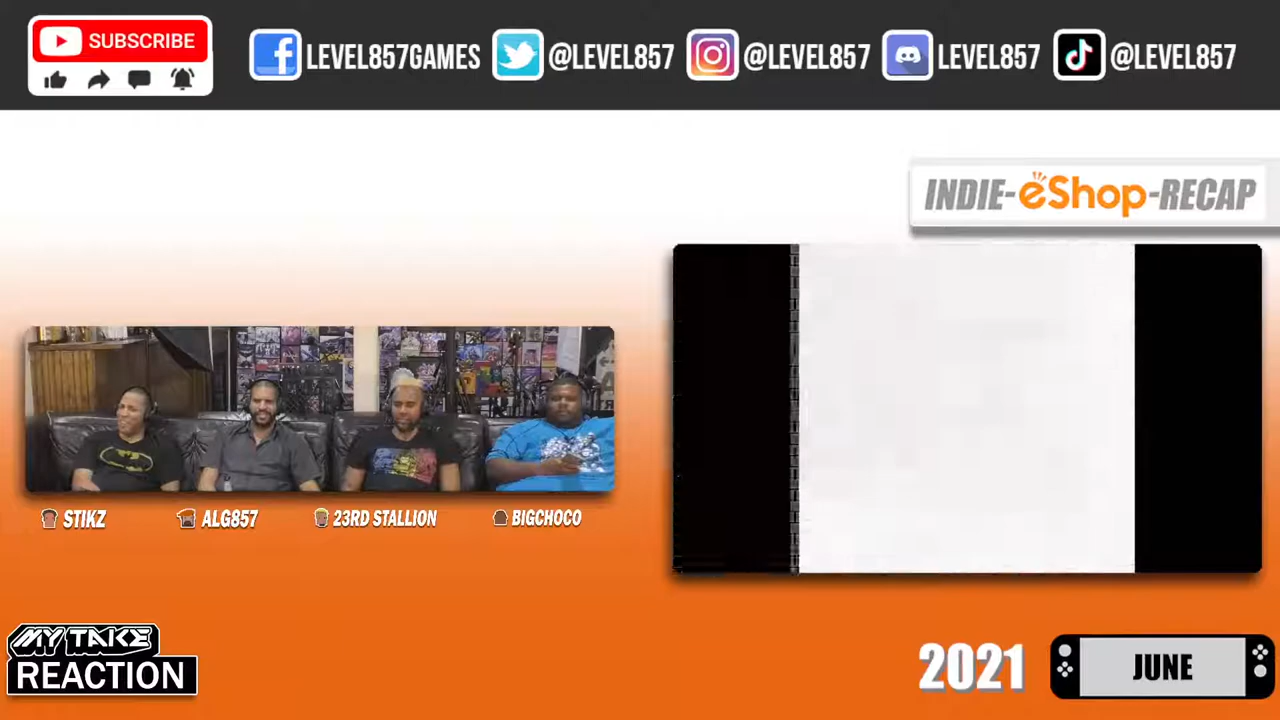 SUBSCRIBE
LEVEL857GAMES
@LEVEL857
@LEVEL857
LEVEL857
@LEVEL857
INDIE-eShop-RECAP
STIKZ
ALG857
23RD STALLION
BIGCHOCO
MY TAKE
REACTION
2021
JUNE